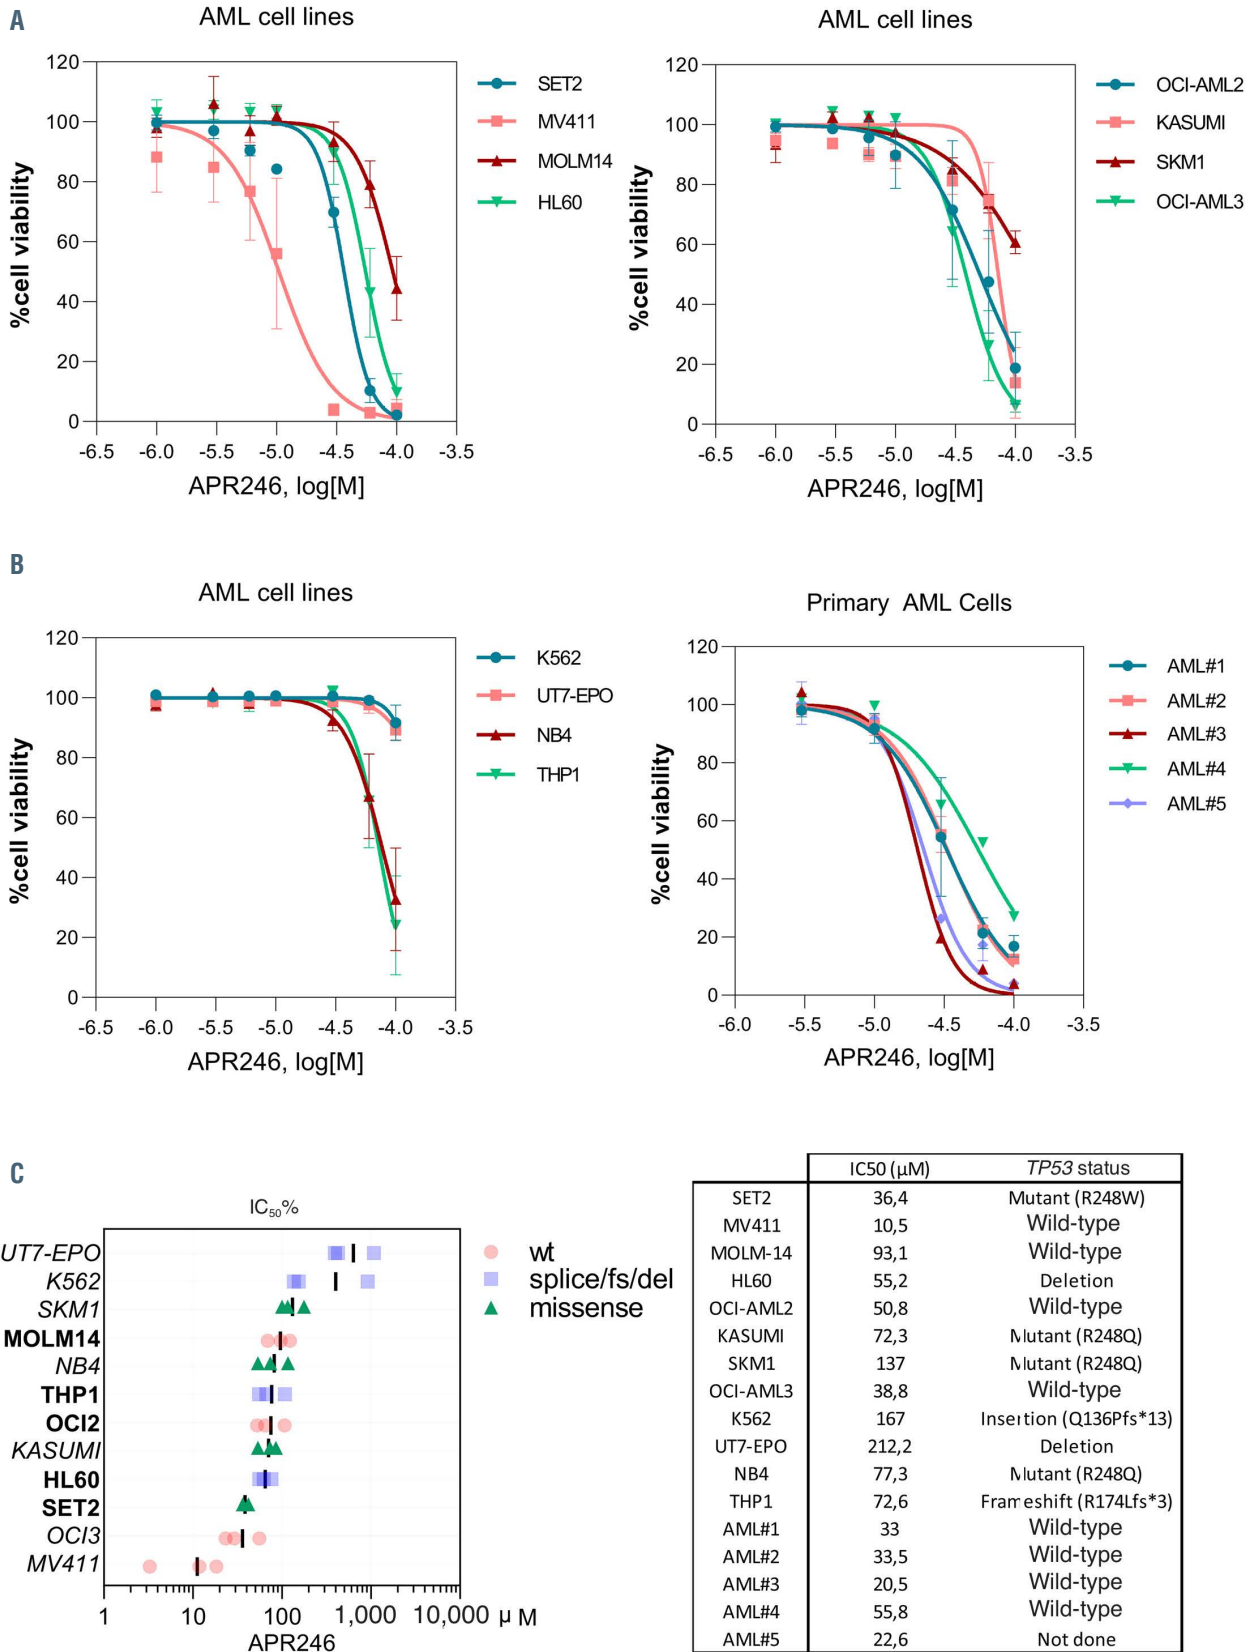 A
AML cell lines
120
100
80
60
40
20
0
%cell viability
-6.5 -6.0 -5.5 -5.0 -4.5 -4.0 -3.5
APR246, log[M]
SET2
MV411
MOLM14
HL60
AML cell lines
120
100
80
60
40
20
0
%cell viability
-6.5 -6.0 -5.5 -5.0 -4.5 -4.0 -3.5
APR246, log[M]
OCI-AML2
KASUMI
SKM1
OCI-AML3
B
AML cell lines
120
100
80
60
40
20
0
%cell viability
-6.5 -6.0 -5.5 -5.0 -4.5 -4.0 -3.5
APR246, log[M]
K562
UT7-EPO
NB4
THP1
Primary AML Cells
120
100
80
60
40
20
0
%cell viability
-6.0 -5.5 -5.0 -4.5 -4.0 -3.5
APR246, log[M]
AML#1
AML#2
AML#3
AML#4
AML#5
C
IC50%
UT7-EPO
K562
SKM1
MOLM14
NB4
THP1
OCI2
KASUMI
HL60
SET2
OCI3
MV411
1 10 100 1,000 10,000 μ M
APR246
wt
splice/fs/del
missense
IC50 (μM) TP53 status
SET2 36,4 Mutant (R248W)
MV411 10,5 Wild-type
MOLM-14 93,1 Wild-type
HL60 55,2 Deletion
OCI-AML2 50,8 Wild-type
KASUMI 72,3 Mutant (R248Q)
SKM1 137 Mutant (R248Q)
OCI-AML3 38,8 Wild-type
K562 167 Insertion (Q136Pfs*13)
UT7-EPO 212,2 Deletion
NB4 77,3 Mutant (R248Q)
THP1 72,6 Frameshift (R174Lfs*3)
AML#1 33 Wild-type
AML#2 33,5 Wild-type
AML#3 20,5 Wild-type
AML#4 55,8 Wild-type
AML#5 22,6 Not done